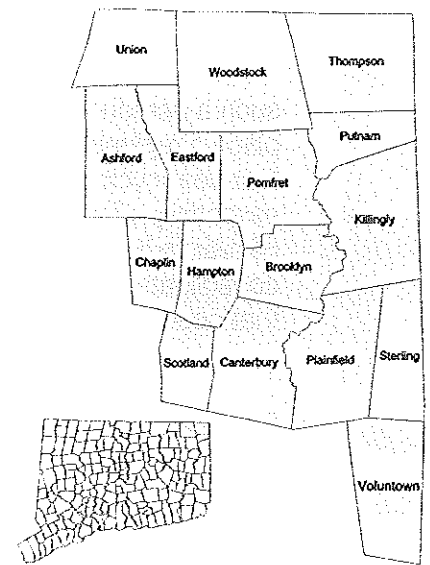 Union
Woodstock
Thompson
Putnam
Ashford
Eastford
Pomfret
Killingly
Chaplin
Hampton
Brooklyn
Scotland
Canterbury
Plainfield
Sterling
Voluntown